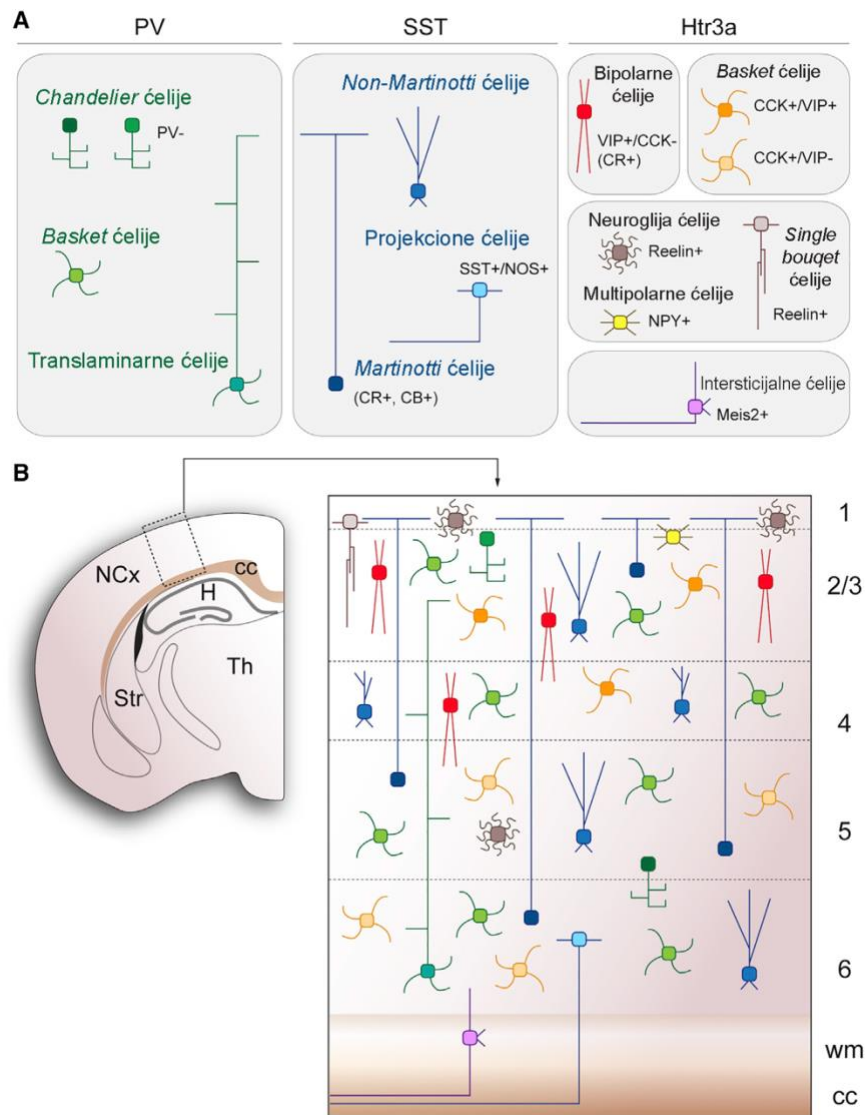 A
PV
SST
Htr3a
Chandelier ćelije
PV-
Basket ćelije
Translaminarne ćelije
Non-Martinotti ćelije
Projekcione ćelije
SST+/NOS+
Martinotti ćelije
(CR+, CB+)
Bipolarne
ćelije
VIP+/CCK-
(CR+)
Basket ćelije
CCK+/VIP+
CCK+/VIP-
Neuroglija ćelije
Reelin+
Multipolarne ćelije
NPY+
Single
bouqet
ćelije
Reelin+
Intersticijalne ćelije
Meis2+
B
NCx
cc
H
Th
Str
1
2/3
4
5
6
wm
cc